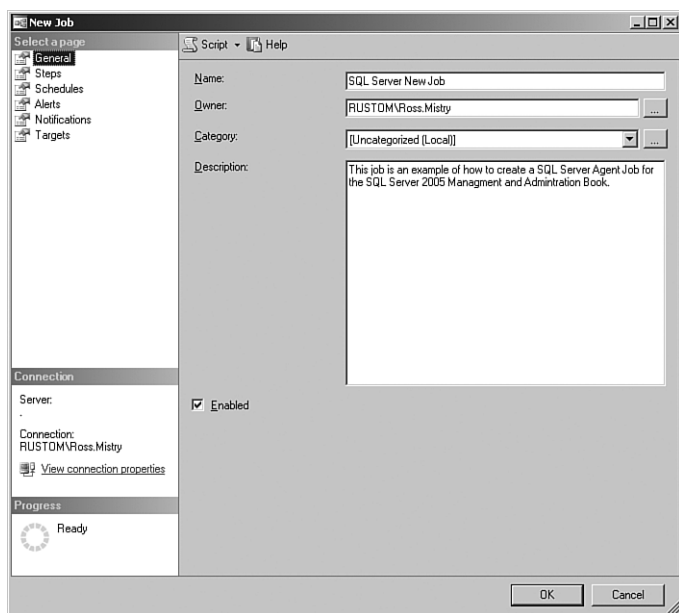 New Job
Select a page
General
Steps
Schedules
Alerts
Notifications
Targets
Script
Help
Name:
SQL Server New Job
Owner:
RUSTOM\Ross.Mistry
...
Category:
[Uncategorized (Local)]
...
Description:
This job is an example of how to create a SQL Server Agent Job for
the SQL Server 2005 Managment and Admintration Book.
Enabled
Connection
Server:
.
Connection:
RUSTOM\Ross.Mistry
View connection properties
Progress
Ready
OK
Cancel